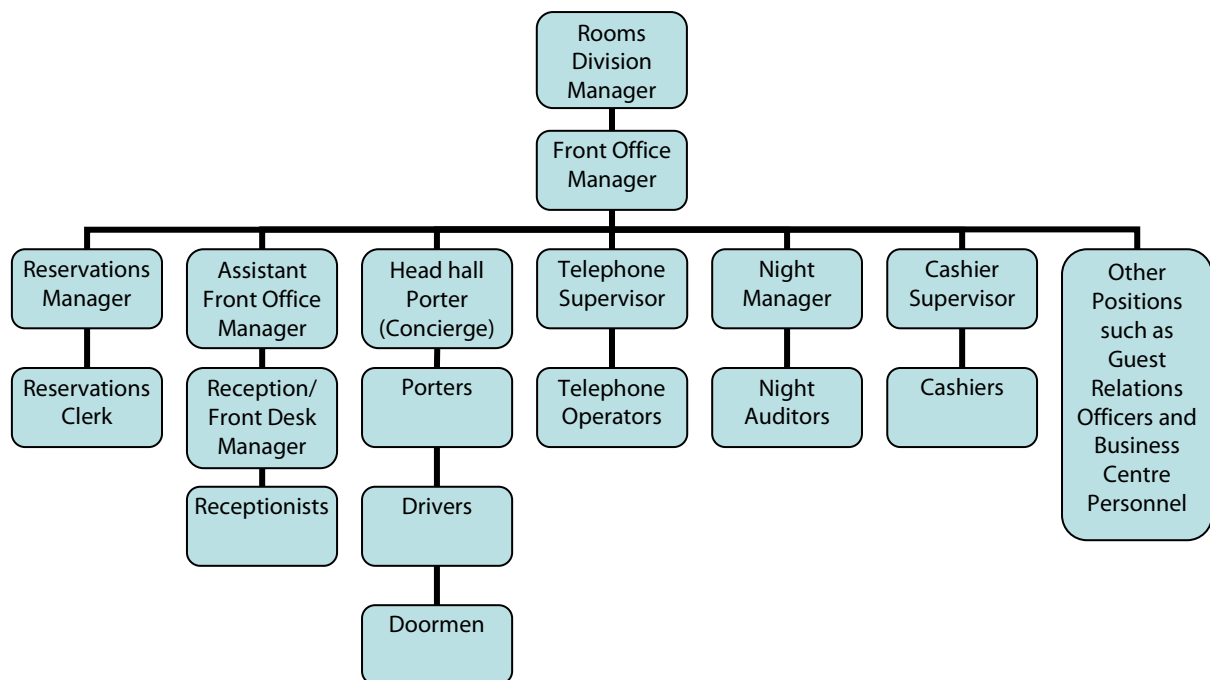 Rooms
Division
Manager
Front Office
Manager
Reservations
Manager
Assistant
Front Office
Manager
Head hall
Porter
(Concierge)
Telephone
Supervisor
Night
Manager
Cashier
Supervisor
Other
Positions
such as
Guest
Relations
Officers and
Business
Centre
Personnel
Reservations
Clerk
Reception/
Front Desk
Manager
Porters
Telephone
Operators
Night
Auditors
Cashiers
Receptionists
Drivers
Doormen